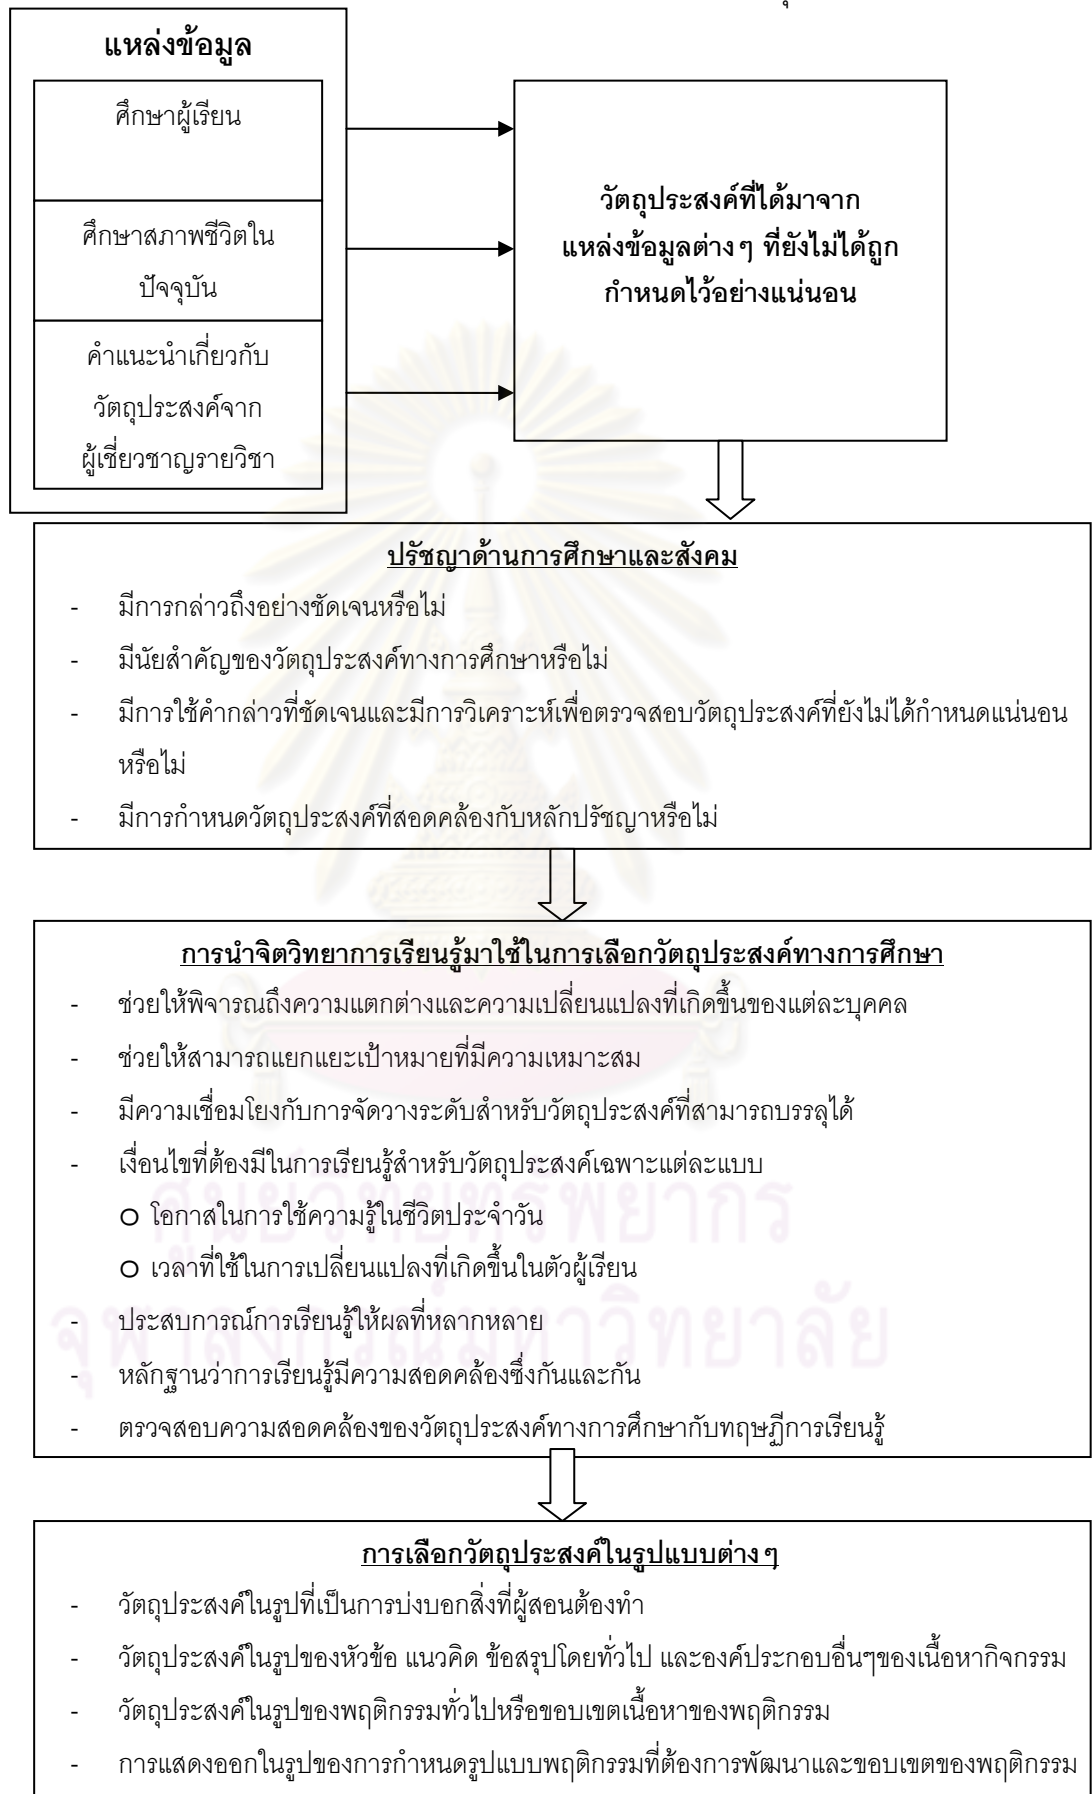 แหล่งข้อมูล
ศึกษาผู้เรียน
ศึกษาสภาพชีวิตใน
ปัจจุบัน
คำแนะนำเกี่ยวกับ
วัตถุประสงค์จาก
ผู้เชี่ยวชาญรายวิชา
วัตถุประสงค์ที่ได้มาจาก
แหล่งข้อมูลต่างๆ ที่ยังไม่ได้ถูก
กำหนดไว้อย่างแน่นอน
ปรัชญาด้านการศึกษาและสังคม
- มีการกล่าวถึงอย่างชัดเจนหรือไม่
- มีนัยสำคัญของวัตถุประสงค์ทางการศึกษาหรือไม่
- มีการใช้คำกล่าวที่ชัดเจนและมีการวิเคราะห์เพื่อตรวจสอบวัตถุประสงค์ที่ยังไม่ได้กำหนดแน่นอน
หรือไม่
- มีการกำหนดวัตถุประสงค์ที่สอดคล้องกับหลักปรัชญาหรือไม่
การนำจิตวิทยาการเรียนรู้มาใช้ในการเลือกวัตถุประสงค์ทางการศึกษา
- ช่วยให้พิจารณถึงความแตกต่างและความเปลี่ยนแปลงที่เกิดขึ้นของแต่ละบุคคล
- ช่วยให้สามารถแยกแยะเป้าหมายที่มีความเหมาะสม
- มีความเชื่อมโยงกับการจัดวางระดับสำหรับวัตถุประสงค์ที่สามารถบรรลุได้
- เงื่อนไขที่ต้องมีในการเรียนรู้สำหรับวัตถุประสงค์เฉพาะแต่ละแบบ
o โอกาสในการใช้ความรู้ในชีวิตประจำวัน
o เวลาที่ใช้ในการเปลี่ยนแปลงที่เกิดขึ้นในตัวผู้เรียน
- ประสบการณ์การเรียนรู้ให้ผลที่หลากหลาย
- หลักฐานว่าการเรียนรู้มีความสอดคล้องซึ่งกันและกัน
- ตรวจสอบความสอดคล้องของวัตถุประสงค์ทางการศึกษากับทฤษฎีการเรียนรู้
ศูนย์วิทยทรัพยากร
จุฬาลงกรณ์มหาวิทยาลัย
การเลือกวัตถุประสงค์ในรูปแบบต่างๆ
- วัตถุประสงค์ในรูปที่เป็นการบ่งบอกสิ่งที่ผู้สอนต้องทำ
- วัตถุประสงค์ในรูปของหัวข้อ แนวคิด ข้อสรุปโดยทั่วไป และองค์ประกอบอื่นๆของเนื้อหากิจกรรม
- วัตถุประสงค์ในรูปของพฤติกรรมทั่วไปหรือขอบเขตเนื้อหาของพฤติกรรม
- การแสดงออกในรูปของการกำหนดรูปแบบพฤติกรรมที่ต้องการพัฒนาและขอบเขตของพฤติกรรม